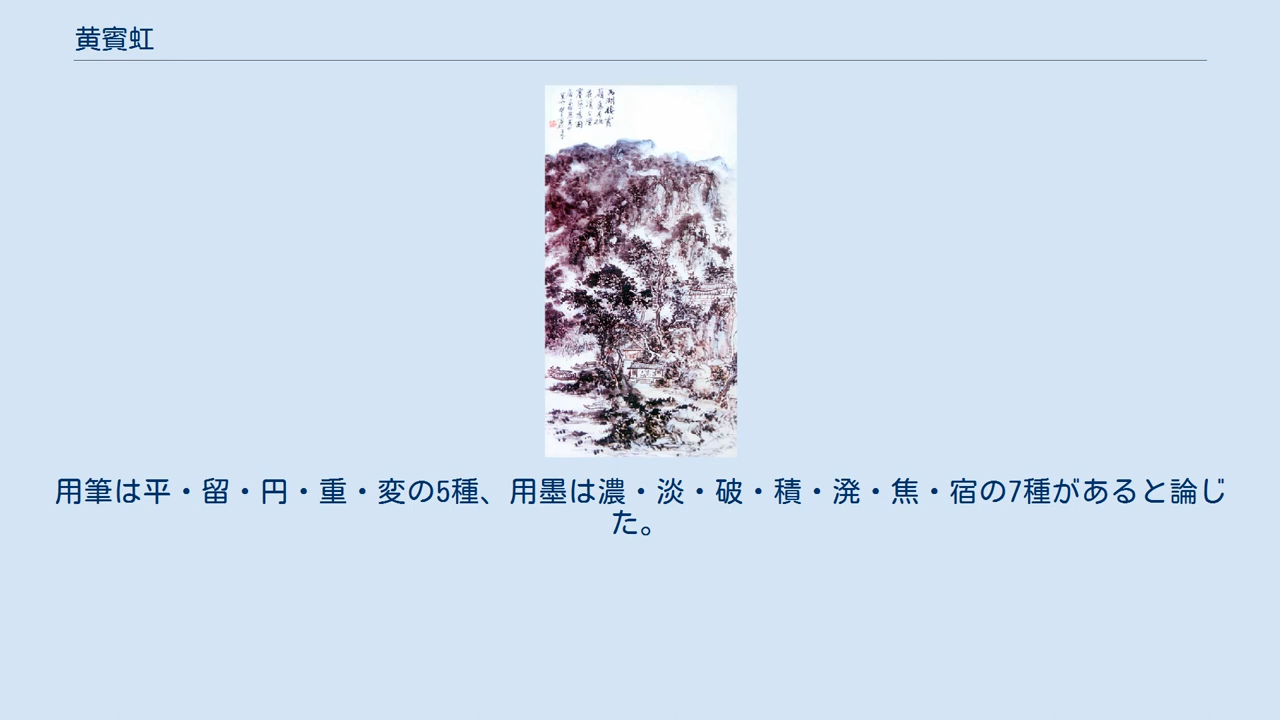 黄賓虹
用筆は平・留・円・重・変の5種、用墨は濃・淡・破・積・溌・焦・宿の7種があると論じ
た。